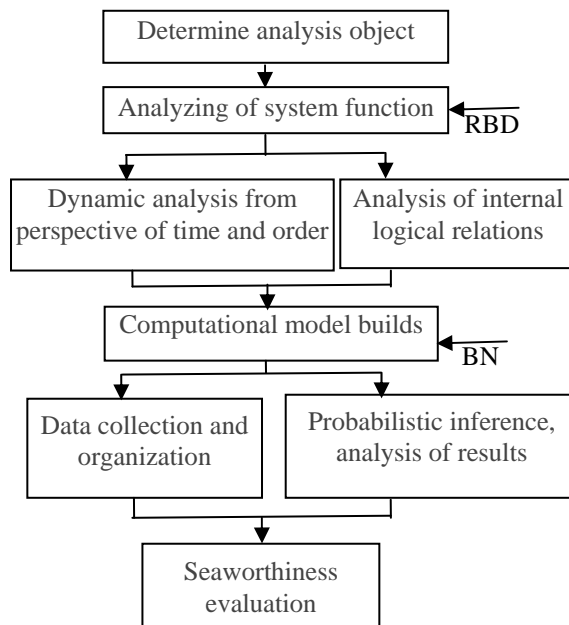 Determine analysis object
Analyzing of system function
RBD
Dynamic analysis from
perspective of time and order
Analysis of internal
logical relations
Computational model builds
BN
Data collection and
organization
Probabilistic inference,
analysis of results
Seaworthiness
evaluation